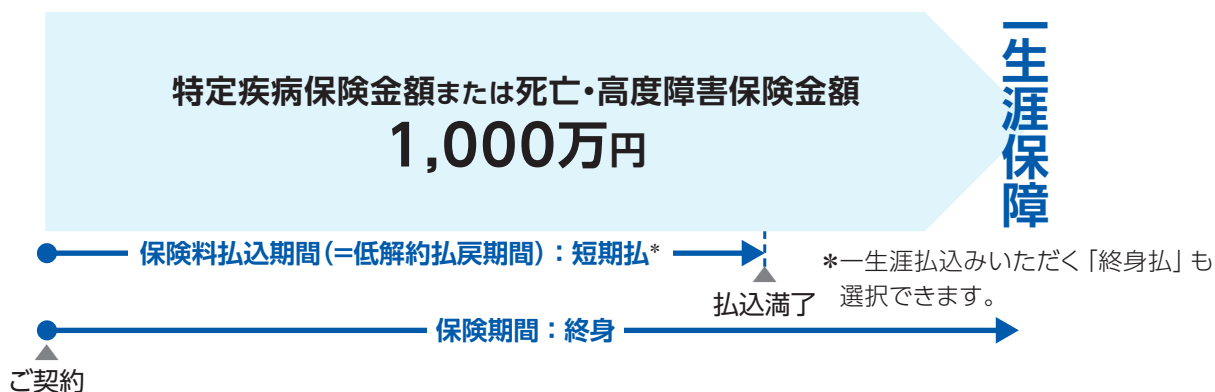 特定疾病保険金額または死亡・高度障害保険金額
1,000万円
一生涯保障
保険料払込期間(=低解約払戻期間):短期払*
*一生涯払込みいただく「終身払」も
選択できます。
払込満了
保険期間:終身
ご契約